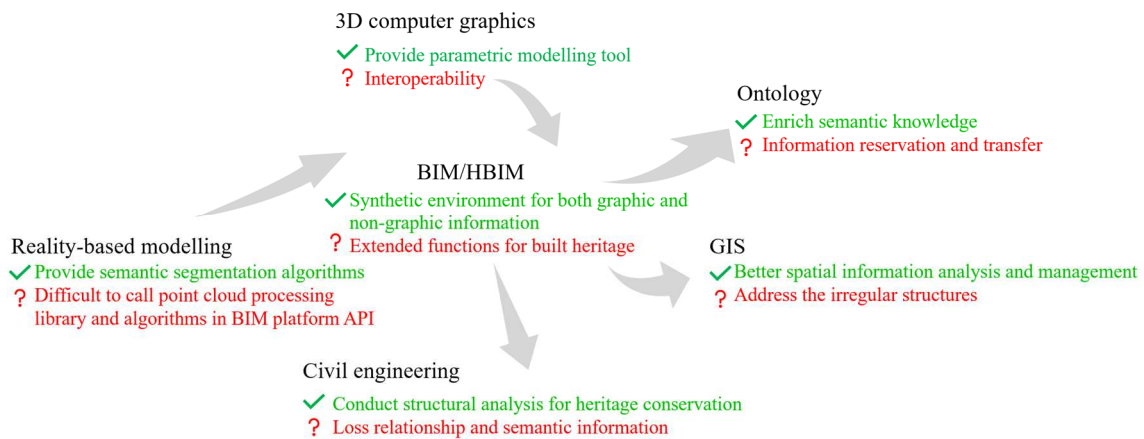 3D computer graphics
Provide parametric modelling tool
? Interoperability
Ontology
Enrich semantic knowledge
? Information reservation and transfer
BIM/HBIM
Synthetic environment for both graphic and
non-graphic information
? Extended functions for built heritage
Reality-based modelling
Provide semantic segmentation algorithms
? Difficult to call point cloud processing
library and algorithms in BIM platform API
GIS
Better spatial information analysis and management
? Address the irregular structures
Civil engineering
Conduct structural analysis for heritage conservation
? Loss relationship and semantic information